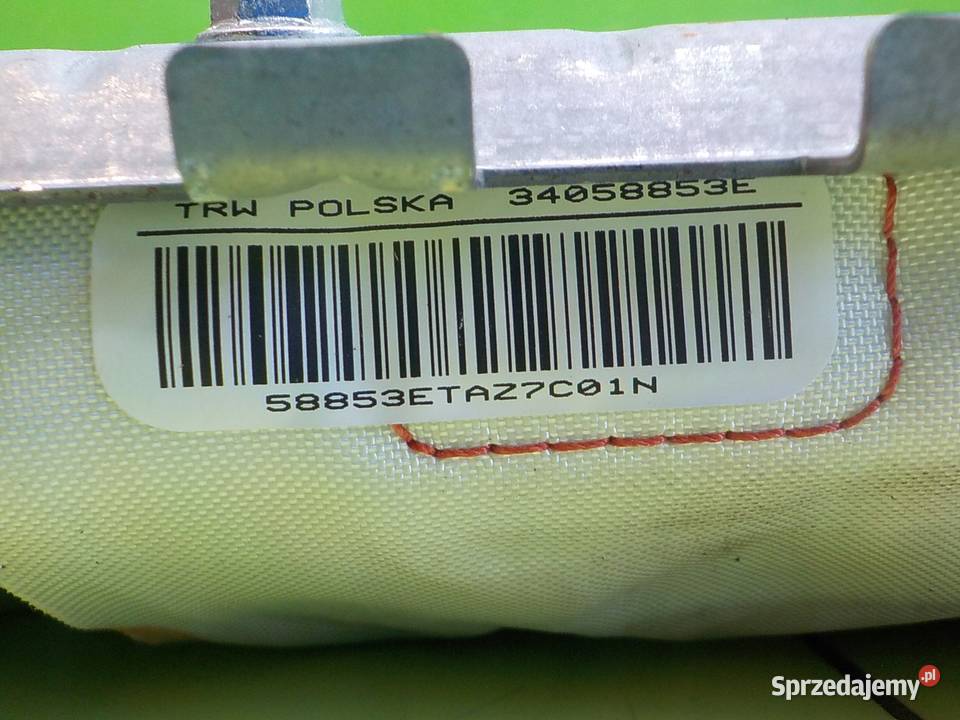 TRW POLSKA 34058853E
58853ETAZ7C01N
Sprzedajemy.pl